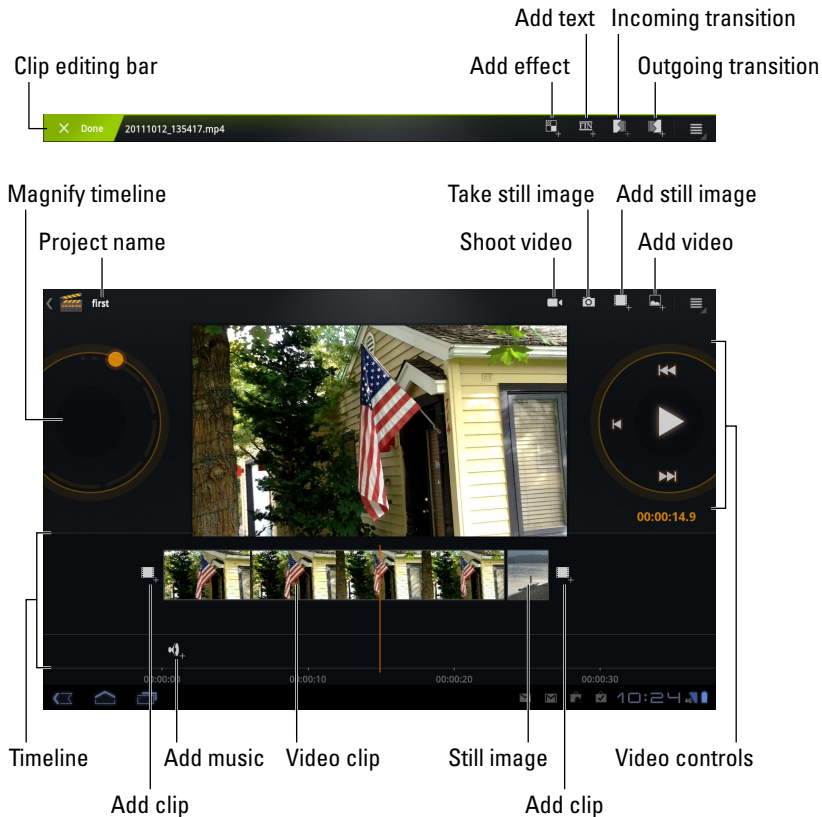 Add text Incoming transition
Clip editing bar Add effect Outgoing transition
Done 20111012_135417.mp4
Magnify timeline Take still image Add still image
Project name Shoot video Add video
first
00:00:14.9
00:00:00 00:00:10 00:00:20 00:00:30
10:24 4G
Timeline Add music Video clip Still image Video controls
Add clip Add clip